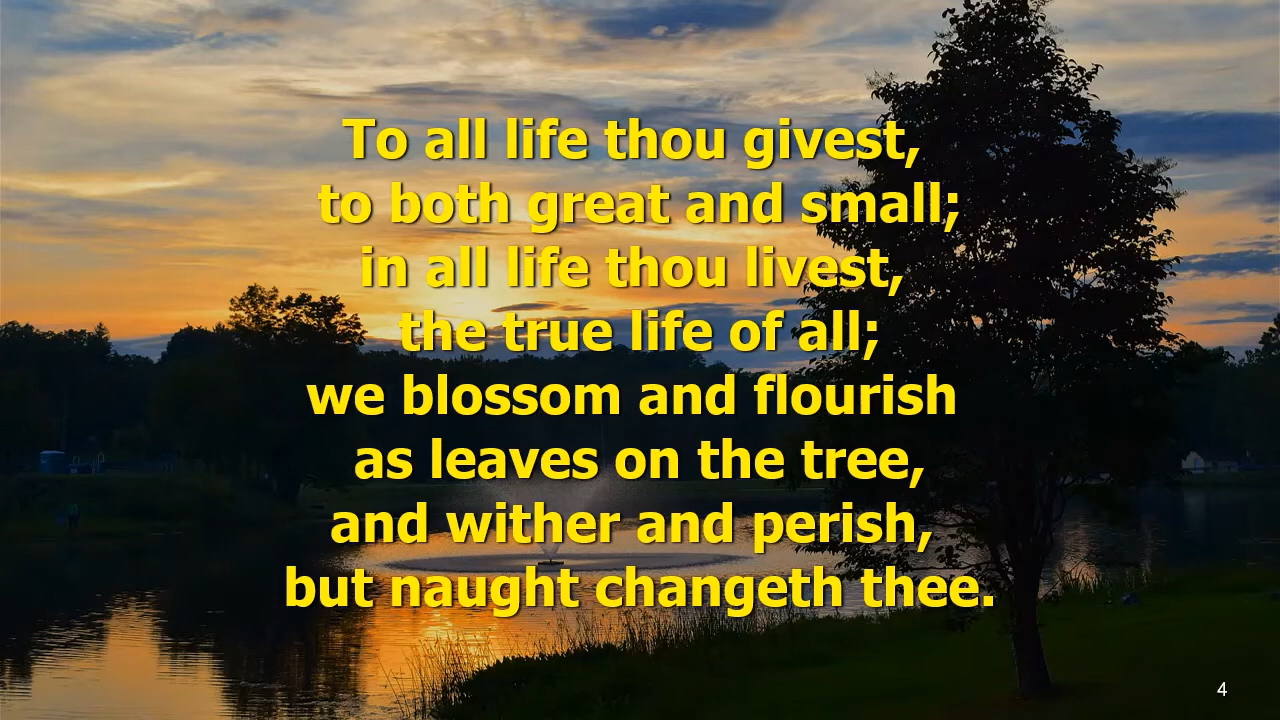 To all life thou givest,
to both great and small;
in all life thou livest,
the true life of all;
we blossom and flourish
as leaves on the tree,
and wither and perish,
but naught changeth thee.
4